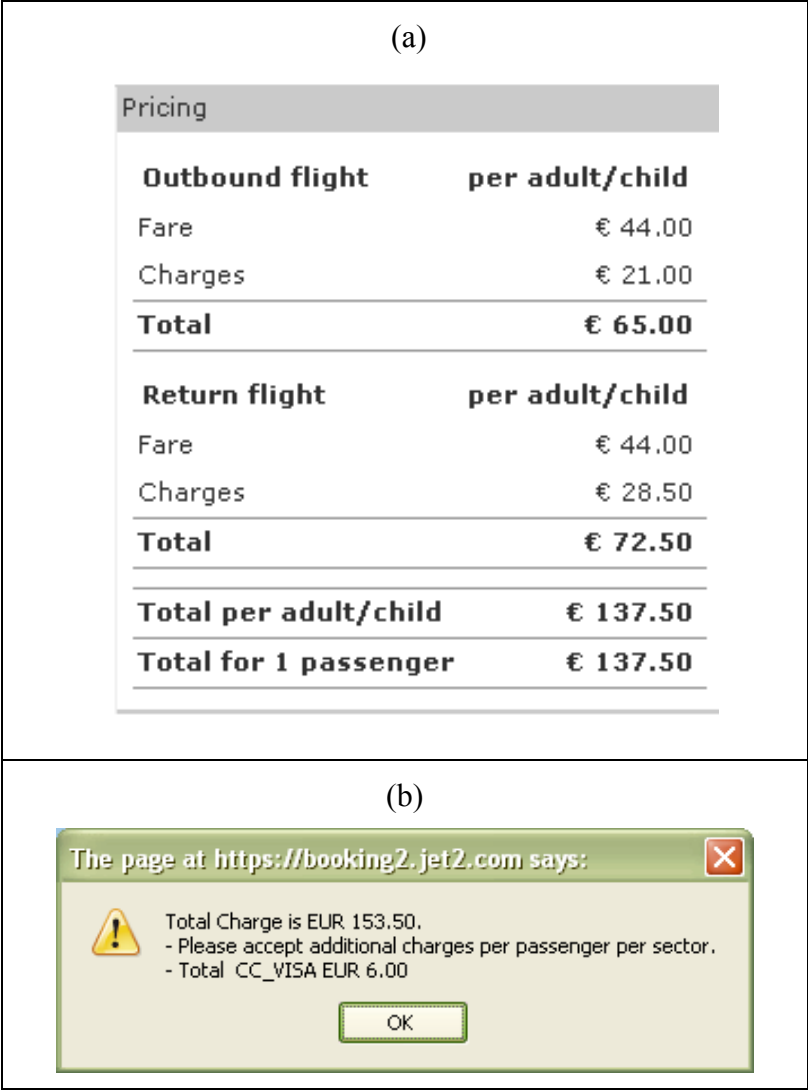 (a)
Pricing
Outbound flight per adult/child
Fare € 44.00
Charges € 21.00
Total € 65.00
Return flight per adult/child
Fare € 44.00
Charges € 28.50
Total € 72.50
Total per adult/child € 137.50
Total for 1 passenger € 137.50
(b)
The page at https://booking2.jet2.com says:
Total Charge is EUR 153.50.
- Please accept additional charges per passenger per sector.
- Total CC_VISA EUR 6.00
OK